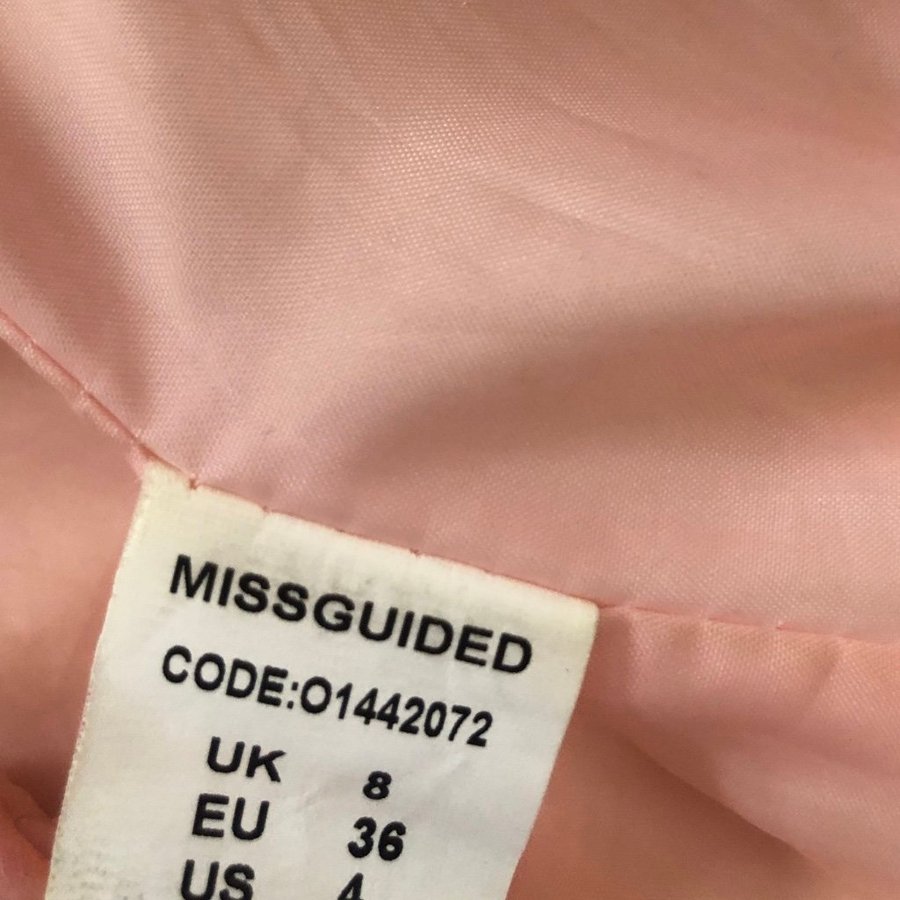 MISSGUIDED
CODE:O1442072
UK 8
EU 36
US 4